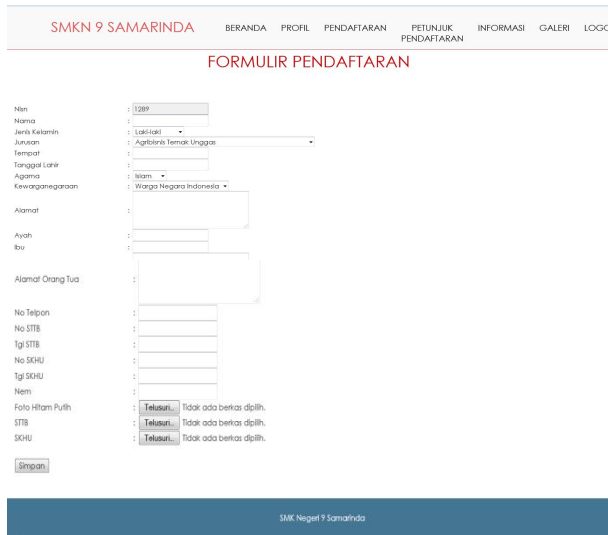 SMKN 9 SAMARINDA BERANDA PROFIL PENDAFTARAN PETUNJUK PENDAFTARAN INFORMASI GALERI LOGO
FORMULIR PENDAFTARAN
Nisn : 1289
Nama :
Jenis Kelamin : Laki-laki
Jurusan : Agribisnis Ternak Unggas
Tempat :
Tanggal Lahir :
Agama : Islam
Kewarganegaraan : Warga Negara Indonesia
Alamat :
Ayah :
Ibu :
Alamat Orang Tua :
No Telpon :
No STTB :
Tgl STTB :
No SKHU :
Tgl SKHU :
Nem :
Foto Hitam Putih : Telusuri.. Tidak ada berkas dipilih.
STTB : Telusuri.. Tidak ada berkas dipilih.
SKHU : Telusuri.. Tidak ada berkas dipilih.
Simpan
SMK Negeri 9 Samarinda